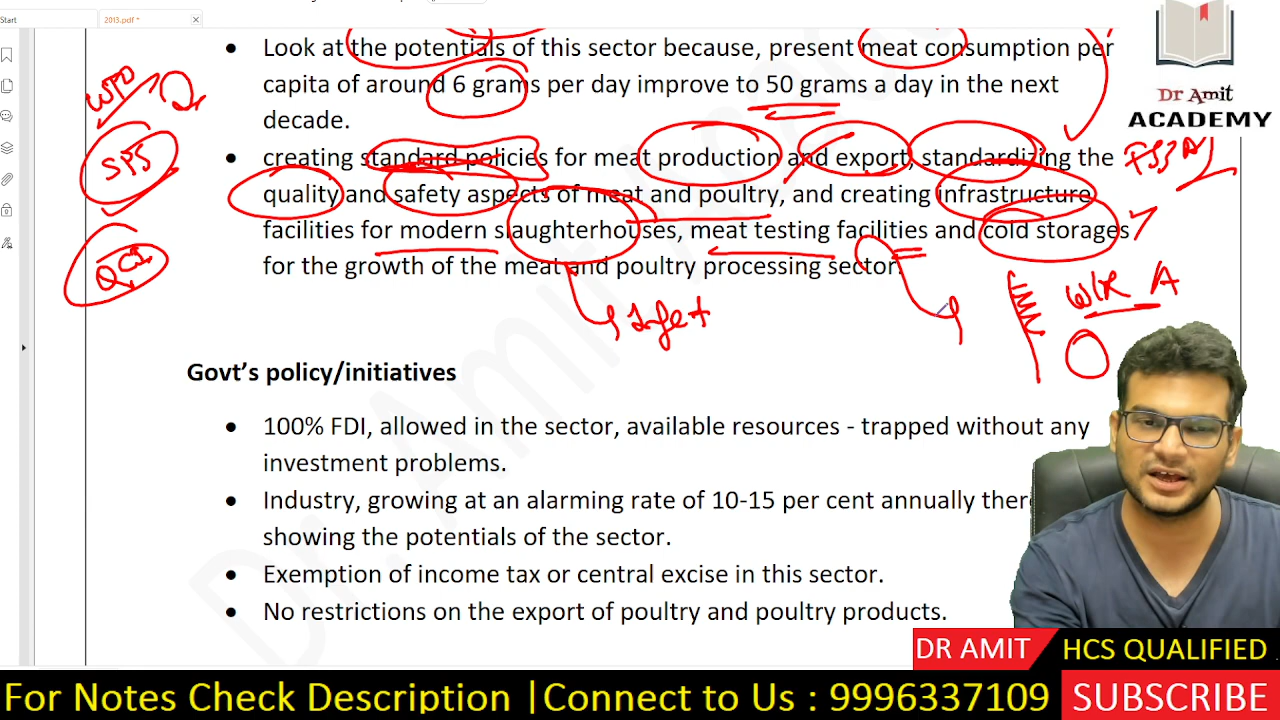 Start
2013.pdf *
Look at the potentials of this sector because, present meat consumption per
capita of around 6 grams per day improve to 50 grams a day in the next
decade.
creating standard policies for meat production and export, standardizing the
quality and safety aspects of meat and poultry, and creating infrastructure
facilities for modern slaughterhouses, meat testing facilities and cold storages
for the growth of the meat and poultry processing sector.
WTO
SPS
QCI
FSSAI
Infet
A
Govt's policy/initiatives
100% FDI, allowed in the sector, available resources - trapped without any
investment problems.
Industry, growing at an alarming rate of 10-15 per cent annually
showing the potentials of the sector.
Exemption of income tax or central excise in this sector.
No restrictions on the export of poultry and poultry products.
Dr Amit
ACADEMY
DR AMIT HCS QUALIFIED
For Notes Check Description |Connect to Us : 9996337109 SUBSCRIBE